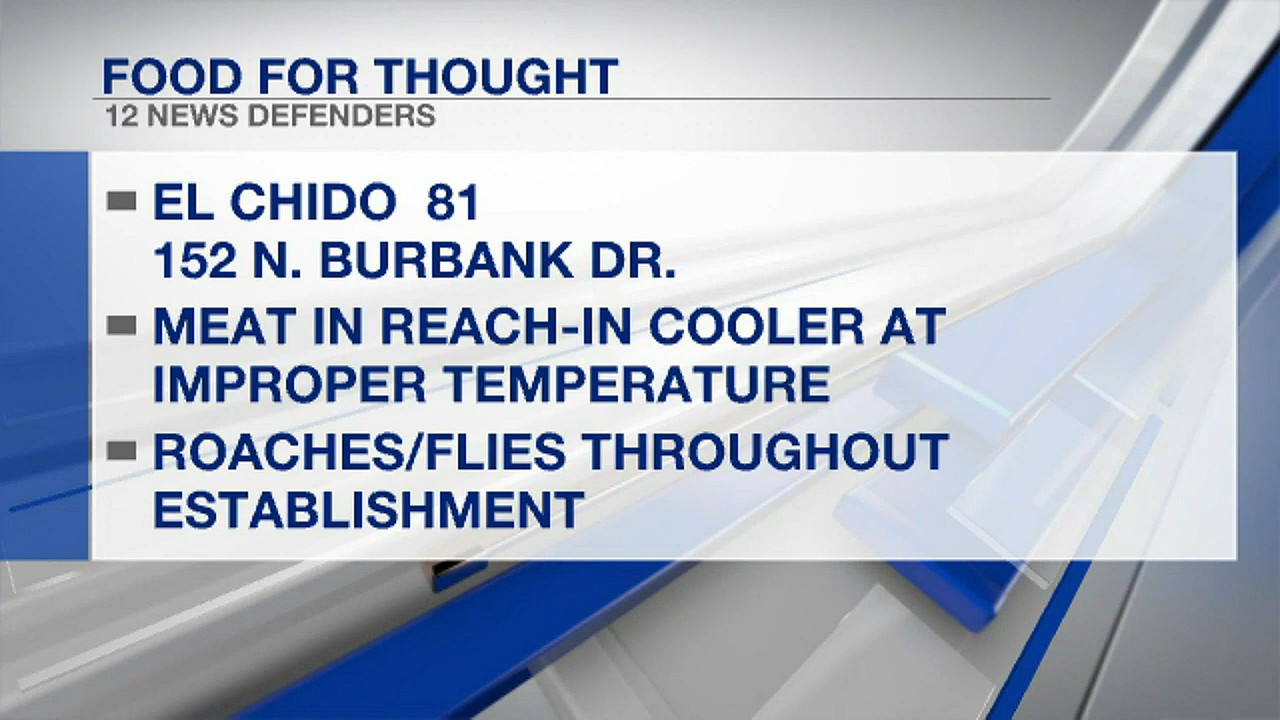 FOOD FOR THOUGHT
12 NEWS DEFENDERS
EL CHIDO 81
152 N. BURBANK DR.
MEAT IN REACH-IN COOLER AT
IMPROPER TEMPERATURE
ROACHES/FLIES THROUGHOUT
ESTABLISHMENT